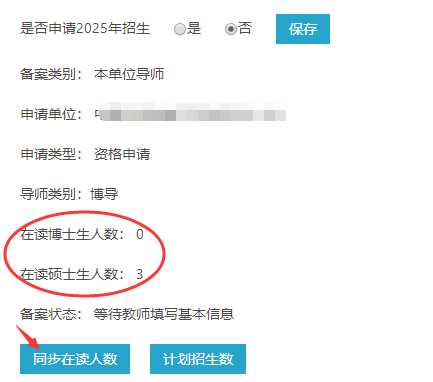 是否申请2025年招生 是 否 保存
备案类别： 本单位导师
申请单位：
申请类型： 资格申请
导师类别： 博导
在读博士生人数： 0
在读硕士生人数： 3
备案状态： 等待教师填写基本信息
同步在读人数 计划招生数